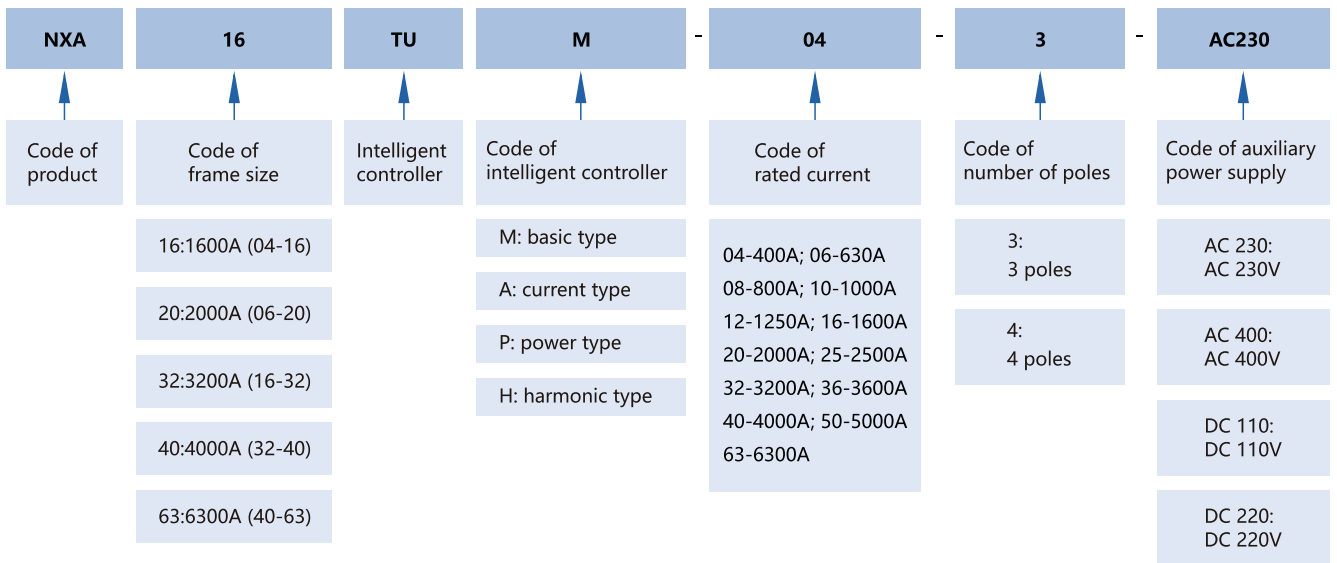 NXA 16 TU M - 04 - 3 - AC230
Code of
product
Code of
frame size
16:1600A (04-16)
20:2000A (06-20)
32:3200A (16-32)
40:4000A (32-40)
63:6300A (40-63)
Intelligent
controller
Code of
intelligent controller
M: basic type
A: current type
P: power type
H: harmonic type
Code of
rated current
04-400A; 06-630A
08-800A; 10-1000A
12-1250A; 16-1600A
20-2000A; 25-2500A
32-3200A; 36-3600A
40-4000A; 50-5000A
63-6300A
Code of
number of poles
3:
3 poles
4:
4 poles
Code of auxiliary
power supply
AC 230:
AC 230V
AC 400:
AC 400V
DC 110:
DC 110V
DC 220:
DC 220V